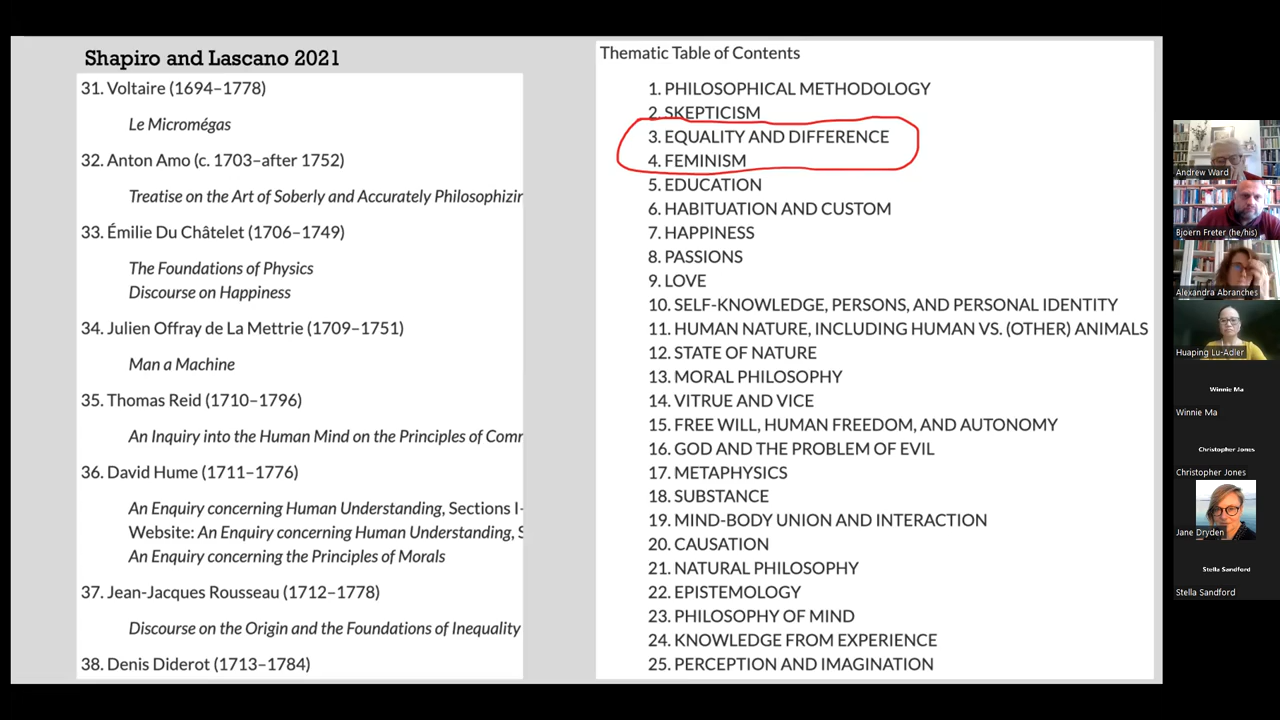 Shapiro and Lascano 2021
31. Voltaire (1694–1778)
Le Micromégas
32. Anton Amo (c. 1703–after 1752)
Treatise on the Art of Soberly and Accurately Philosophizin
33. Émilie Du Châtelet (1706–1749)
The Foundations of Physics
Discourse on Happiness
34. Julien Offray de La Mettrie (1709–1751)
Man a Machine
35. Thomas Reid (1710–1796)
An Inquiry into the Human Mind on the Principles of Comr
36. David Hume (1711–1776)
An Enquiry concerning Human Understanding, Sections I-
Website: An Enquiry concerning Human Understanding, S
An Enquiry concerning the Principles of Morals
37. Jean-Jacques Rousseau (1712–1778)
Discourse on the Origin and the Foundations of Inequality
38. Denis Diderot (1713–1784)
Thematic Table of Contents
1. PHILOSOPHICAL METHODOLOGY
2. SKEPTICISM
3. EQUALITY AND DIFFERENCE
4. FEMINISM
5. EDUCATION
6. HABITUATION AND CUSTOM
7. HAPPINESS
8. PASSIONS
9. LOVE
10. SELF-KNOWLEDGE, PERSONS, AND PERSONAL IDENTITY
11. HUMAN NATURE, INCLUDING HUMAN VS. (OTHER) ANIMALS
12. STATE OF NATURE
13. MORAL PHILOSOPHY
14. VITRUE AND VICE
15. FREE WILL, HUMAN FREEDOM, AND AUTONOMY
16. GOD AND THE PROBLEM OF EVIL
17. METAPHYSICS
18. SUBSTANCE
19. MIND-BODY UNION AND INTERACTION
20. CAUSATION
21. NATURAL PHILOSOPHY
22. EPISTEMOLOGY
23. PHILOSOPHY OF MIND
24. KNOWLEDGE FROM EXPERIENCE
25. PERCEPTION AND IMAGINATION
Andrew Ward
Bjoern Freter (he/his)
Alexandra Abranches
Huaping Lu-Adler
Winnie Ma
Winnie Ma
Christopher Jones
Christopher Jones
Jane Dryden
Stella Sandford
Stella Sandford